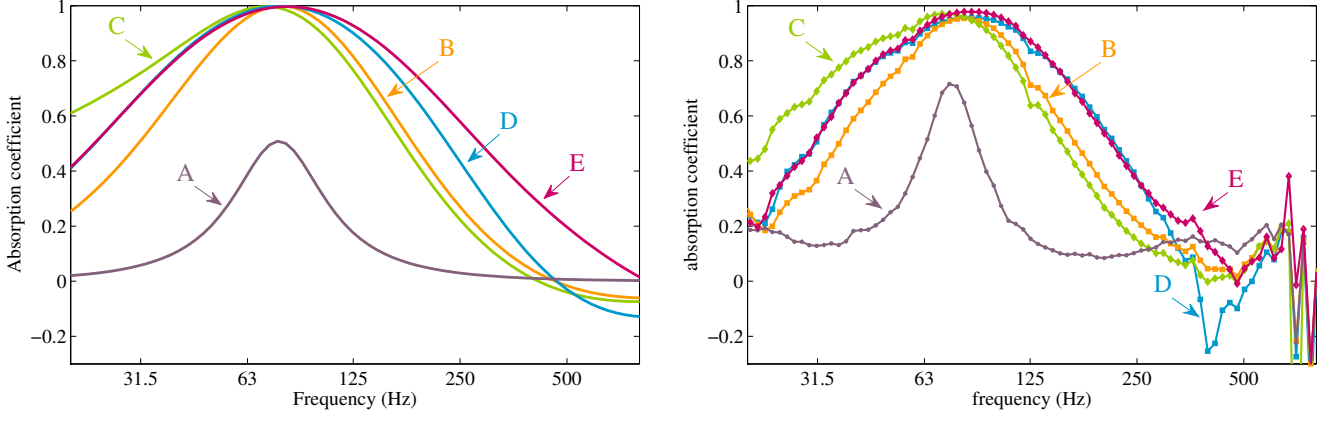 Absorption coefficient
1
0.8
0.6
0.4
0.2
0
−0.2
31.5 63 125 250 500
Frequency (Hz)
C
B
D
A
E
absorption coefficient
1
0.8
0.6
0.4
0.2
0
−0.2
31.5 63 125 250 500
frequency (Hz)
C
B
A
E
D